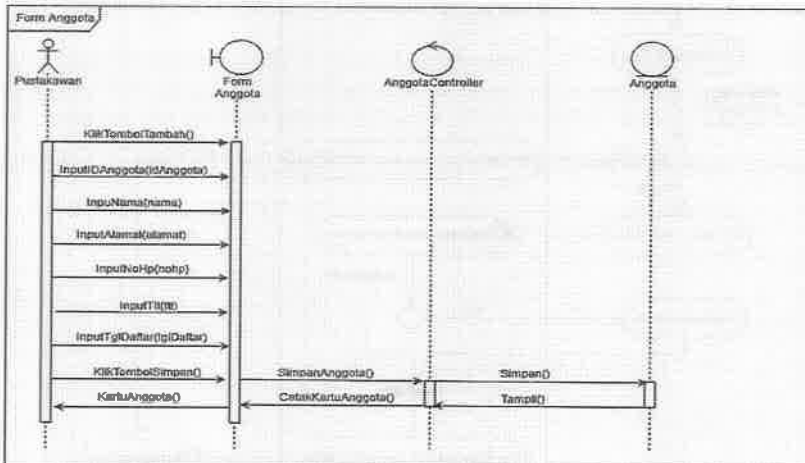 Form Anggota
Pustakawan
Form
Anggota
AnggotaController
Anggota
KlikTombolTambah()
InputIDAnggota(idAnggota)
InpuNama(nama)
InputAlamat(alamat)
InputNoHp(nohp)
InputTtl(ttl)
InputTglDaftar(tglDaftar)
KlikTombolSimpan()
SimpanAnggota()
Simpan()
KartuAnggota()
CetakKartuAnggota()
Tampil()